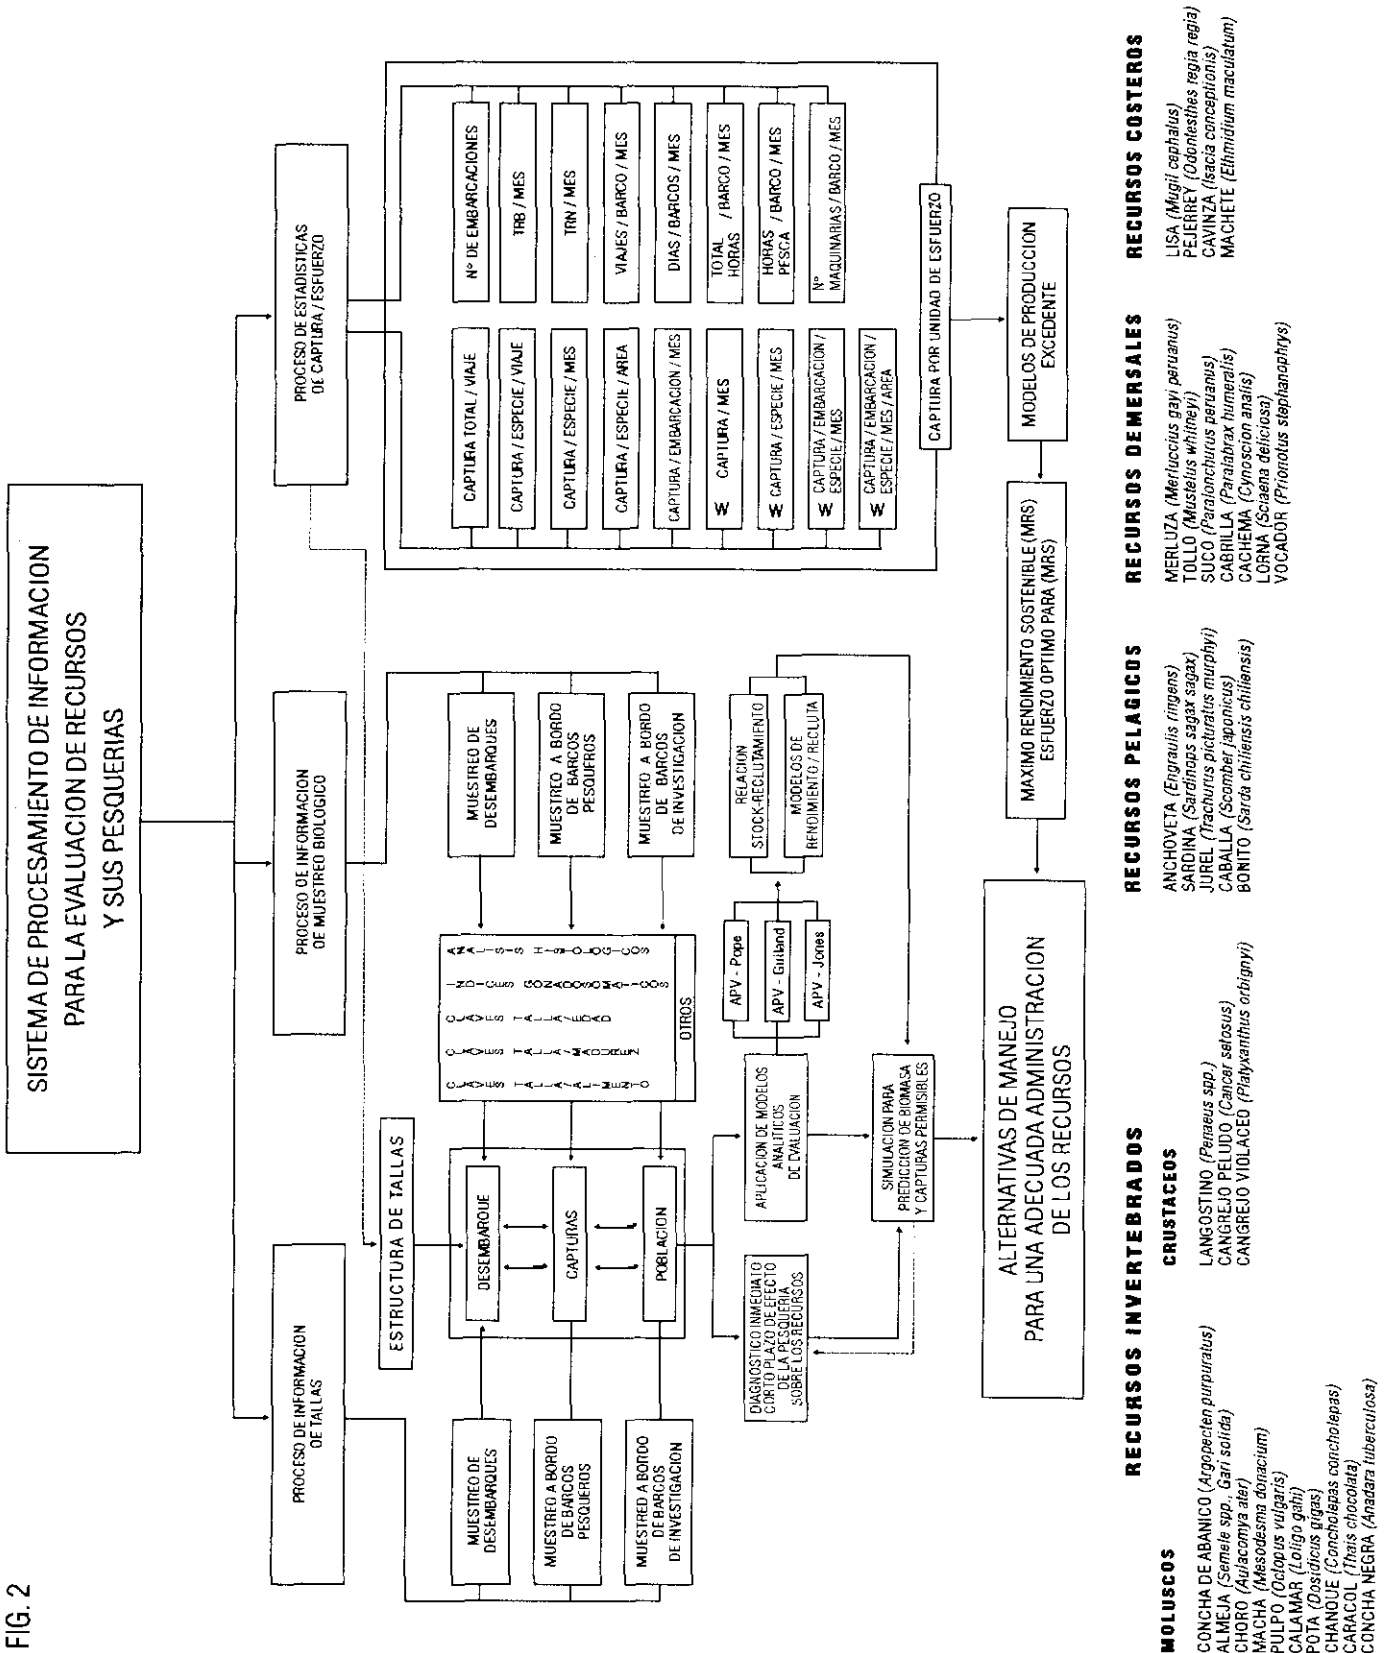 FIG. 2
SISTEMA DE PROCESAMIENTO DE INFORMACION
PARA LA EVALUACION DE RECURSOS
Y SUS PESQUERIAS
PROCESO DE INFORMACION
DE TALLAS
PROCESO DE INFORMACION
DE MUESTREO BIOLOGICO
PROCESO DE ESTADISTICAS
DE CAPTURA / ESFUERZO
ESTRUCTURA DE TALLAS
MUESTREO DE
DESEMBARQUES
MUESTREO A BORDO
DE BARCOS
PESQUEROS
MUESTREO A BORDO
DE BARCOS
DE INVESTIGACION
DESEMBARQUE
CAPTURAS
POBLACION
CLAVES TALLA/ALIMENTO
CLAVES TALLA/MADUREZ
CLAVES TALLA/EDAD
INDICES GONADOSOMATICOS
ANALISIS HISTOLOGICOS
OTROS
MUESTREO DE
DESEMBARQUES
MUESTREO A BORDO
DE BARCOS
PESQUEROS
MUESTREO A BORDO
DE BARCOS
DE INVESTIGACION
CAPTURA TOTAL / VIAJE
CAPTURA / ESPECIE / VIAJE
CAPTURA / ESPECIE / MES
CAPTURA / ESPECIE / AREA
CAPTURA / EMBARCACION / MES
CAPTURA / MES
CAPTURA / ESPECIE / MES
CAPTURA / EMBARCACION /
ESPECIE / MES
CAPTURA / EMBARCACION /
ESPECIE / MES / AREA
Nº DE EMBARCACIONES
TRB / MES
TRN / MES
VIAJES / BARCO / MES
DIAS / BARCOS / MES
TOTAL
HORAS / BARCO / MES
HORAS
PESCA / BARCO / MES
Nº
MAQUINARIAS / BARCO / MES
CAPTURA POR UNIDAD DE ESFUERZO
DIAGNOSTICO INMEDIATO
CORTO PLAZO DE EFECTO
DE LA PESQUERIA
SOBRE LOS RECURSOS
APLICACION DE MODELOS
ANALITICOS
DE EVALUACION
APV - Pope
APV - Gulland
APV - Jones
RELACION
STOCK-RECLUTAMIENTO
MODELOS DE
RENDIMIENTO / RECLUTA
SIMULACION PARA
PREDICCION DE BIOMASA
Y CAPTURAS PERMISIBLES
MODELOS DE PRODUCCION
EXCEDENTE
MAXIMO RENDIMIENTO SOSTENIBLE (MRS)
ESFUERZO OPTIMO PARA (MRS)
ALTERNATIVAS DE MANEJO
PARA UNA ADECUADA ADMINISTRACION
DE LOS RECURSOS
RECURSOS INVERTEBRADOS
MOLUSCOS
CONCHA DE ABANICO (Argopecten purpuratus)
ALMEJA (Semele spp., Gari solida)
CHORO (Aulacomya ater)
MACHA (Mesodesma donacium)
PULPO (Octopus vulgaris)
CALAMAR (Loligo gahi)
POTA (Dosidicus gigas)
CHANQUE (Concholepas concholepas)
CARACOL (Thais chocolata)
CONCHA NEGRA (Anadara tuberculosa)
CRUSTACEOS
LANGOSTINO (Penaeus spp.)
CANGREJO PELUDO (Cancer setosus)
CANGREJO VIOLACEO (Platyxanthus orbignyi)
RECURSOS PELAGICOS
ANCHOVETA (Engraulis ringens)
SARDINA (Sardinops sagax sagax)
JUREL (Trachurus picturatus murphyi)
CABALLA (Scomber japonicus)
BONITO (Sarda chiliensis chiliensis)
RECURSOS DEMERSALES
MERLUZA (Merluccius gayi peruanus)
TOLLO (Mustelus whitneyi)
SUCO (Paralonchurus peruanus)
CABRILLA (Paralabrax humeralis)
CACHEMA (Cynoscion analis)
LORNA (Sciaena deliciosa)
VOCADOR (Prionotus stephanophrys)
RECURSOS COSTEROS
LISA (Mugil cephalus)
PEJERREY (Odontesthes regia regia)
CAVINZA (Isacia conceptionis)
MACHETE (Ethmidium maculatum)